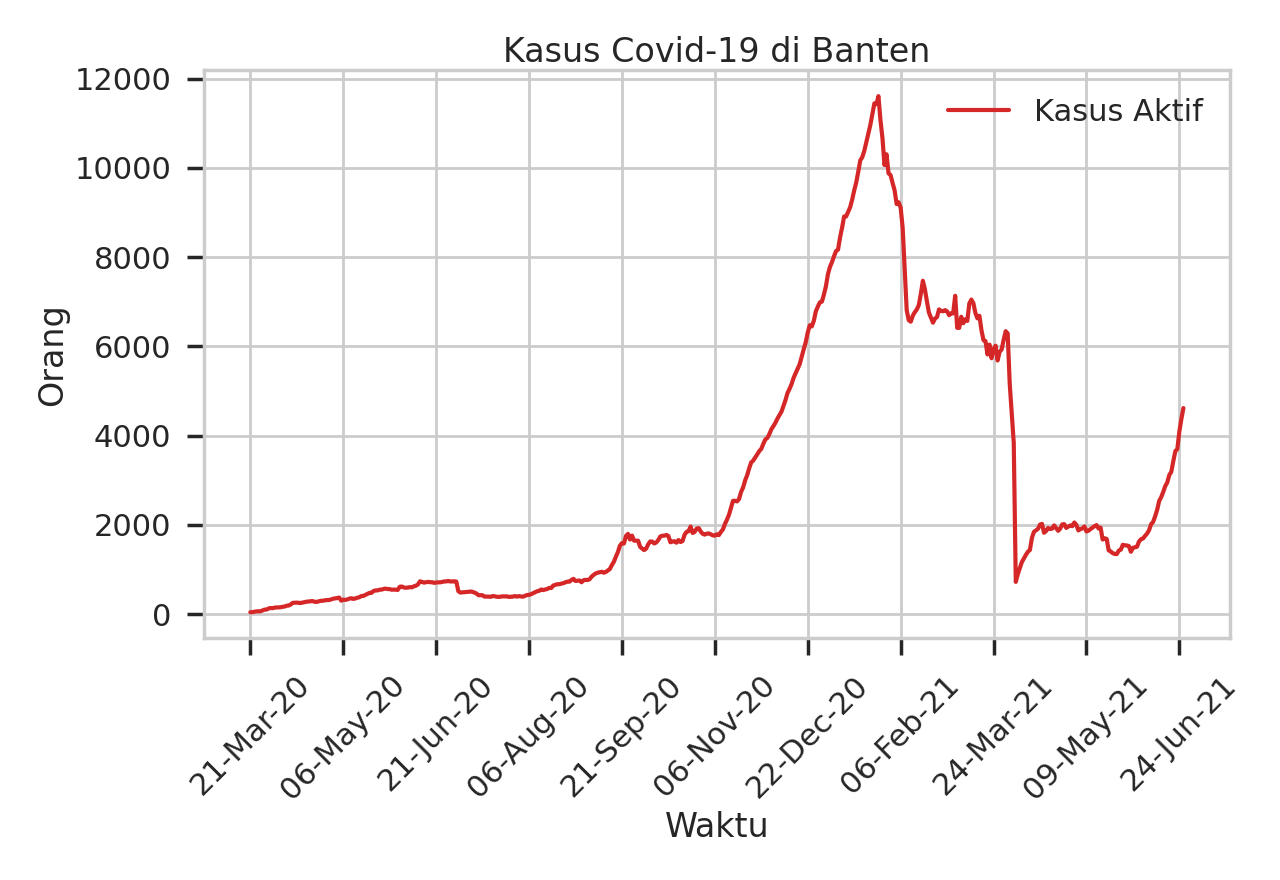 Kasus Covid-19 di Banten
Kasus Aktif
12000
10000
8000
6000
4000
2000
0
Orang
21-Mar-20
06-May-20
21-Jun-20
06-Aug-20
21-Sep-20
06-Nov-20
22-Dec-20
06-Feb-21
24-Mar-21
09-May-21
24-Jun-21
Waktu